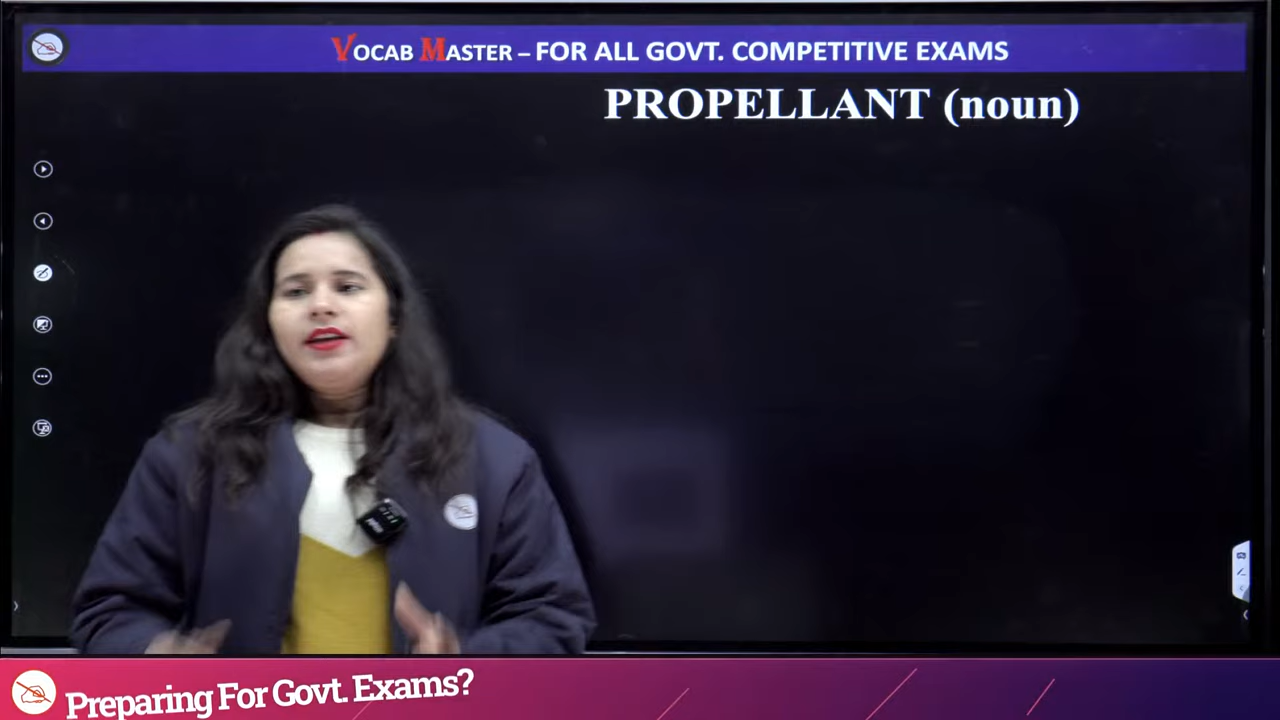 VOCAB MASTER – FOR ALL GOVT. COMPETITIVE EXAMS
PROPELLANT (noun)
Preparing For Govt. Exams?